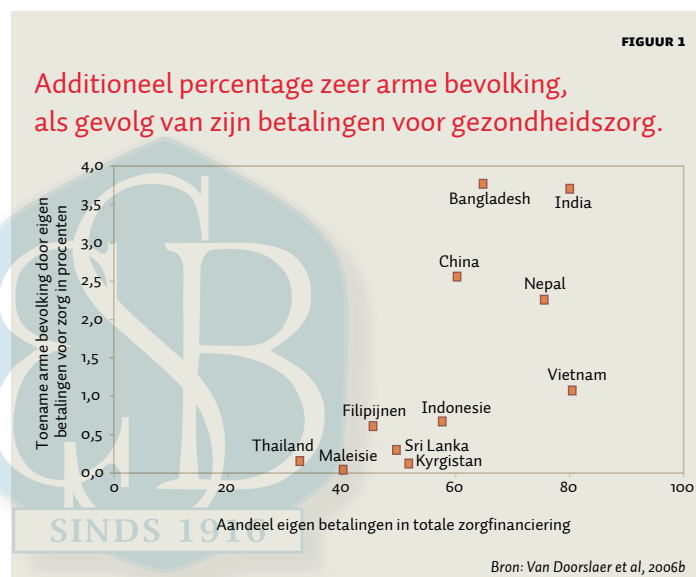 FIGUUR 1
Additioneel percentage zeer arme bevolking,
als gevolg van zijn betalingen voor gezondheidszorg.
Toename arme bevolking door eigen
betalingen voor zorg in procenten
4,0
3,5
3,0
2,5
2,0
1,5
1,0
0,5
0,0
Bangladesh
India
China
Nepal
Vietnam
Filipijnen
Indonesie
Thailand
Maleisie
Sri Lanka
Kyrgistan
0 20 40 60 80 100
Aandeel eigen betalingen in totale zorgfinanciering
ESB
SINDS 1916
Bron: Van Doorslaer et al, 2006b